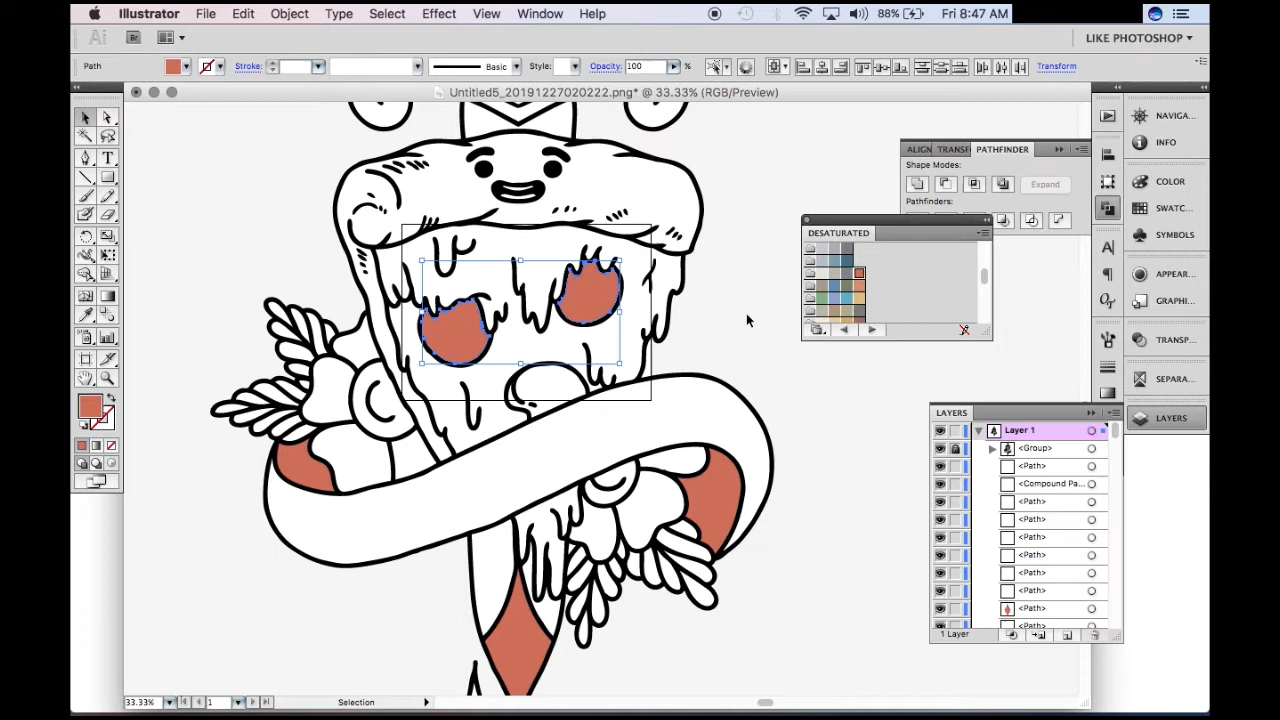 Illustrator File Edit Object Type Select Effect View Window Help 88% Fri 8:47 AM
Ai Br LIKE PHOTOSHOP
Path Stroke: Basic Style: Opacity: 100 % Transform
Untitled5_20191227020222.png* @ 33.33% (RGB/Preview)
ALIGN TRANSF PATHFINDER
Shape Modes:
Expand
Pathfinders:
DESATURATED
NAVIGA...
INFO
COLOR
SWATC...
SYMBOLS
APPEAR...
GRAPHI...
TRANSP...
SEPARA...
LAYERS
LAYERS
Layer 1
<Group>
<Path>
<Compound Pa...
<Path>
<Path>
<Path>
<Path>
<Path>
<Path>
<Path>
<Path>
1 Layer
33.33% 1 Selection